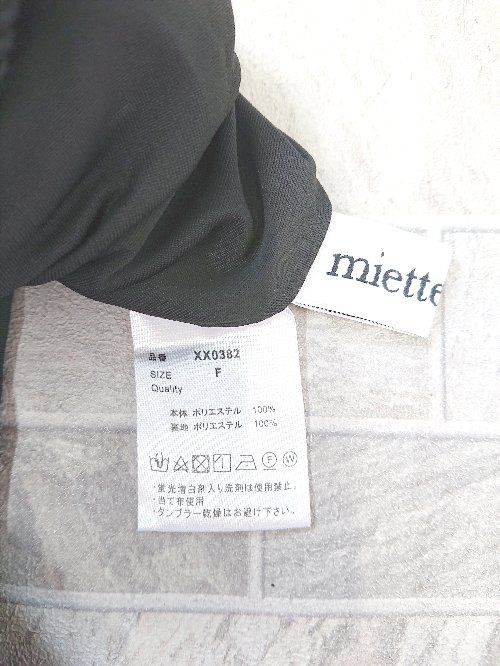 miette
品番 XX0382
SIZE F
Quality
本体 ポリエステル 100%
裏地 ポリエステル 100%
F W
・蛍光増白剤入り洗剤は使用禁止。
・当て布使用
・タンブラー乾燥はお避け下さい。